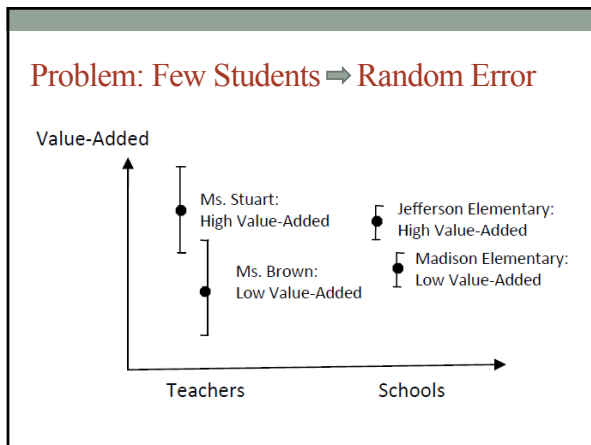 Problem: Few Students ⇒ Random Error
Value-Added
Ms. Stuart:
High Value-Added
Jefferson Elementary:
High Value-Added
Madison Elementary:
Low Value-Added
Ms. Brown:
Low Value-Added
Teachers
Schools